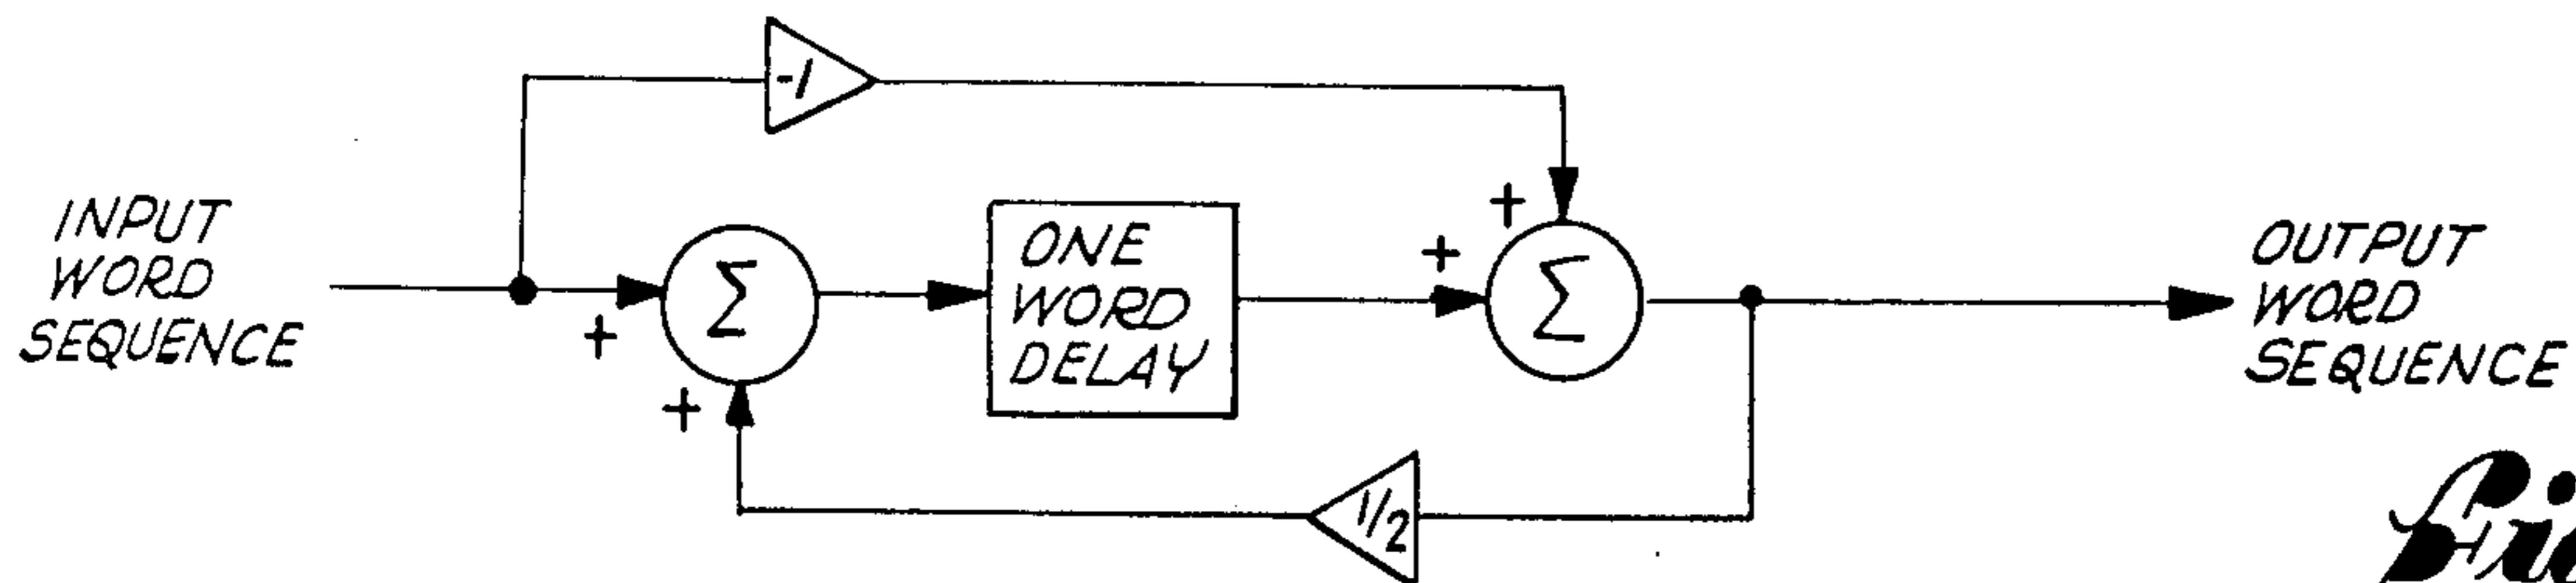 -1
INPUT
WORD
SEQUENCE
+
+
Σ
ONE
WORD
DELAY
+
+
Σ
OUTPUT
WORD
SEQUENCE
1/2